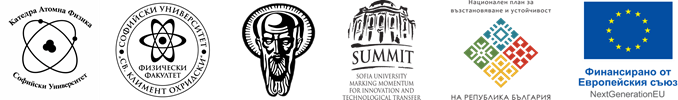 Катедра Атомна Физика
Софийски Университет
СОФИЙСКИ УНИВЕРСИТЕТ
„СВ. КЛИМЕНТ ОХРИДСКИ“
ФИЗИЧЕСКИ
ФАКУЛТЕТ
SUMMIT
SOFIA UNIVERSITY
MARKING MOMENTUM
FOR INNOVATION AND
TECHNOLOGICAL TRANSFER
Национален план за
възстановяване и устойчивост
НА РЕПУБЛИКА БЪЛГАРИЯ
Финансирано от
Европейския съюз
NextGenerationEU